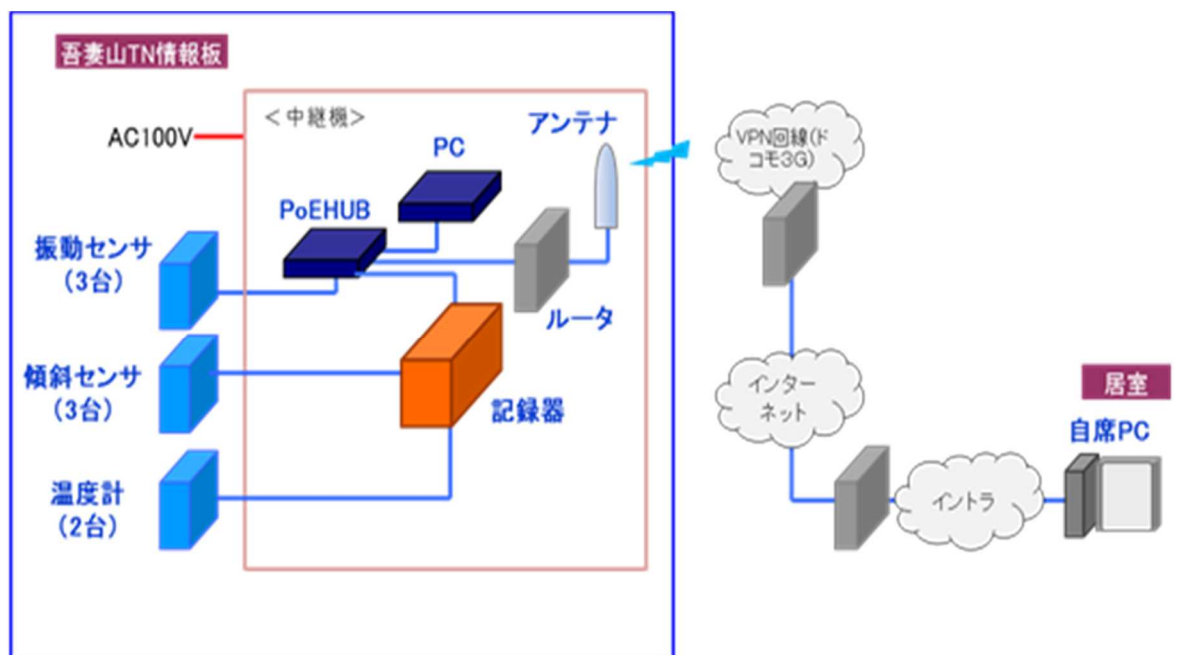 吾妻山TN情報板
AC100V
＜中継機＞
アンテナ
PC
PoEHUB
振動センサ
(3台)
ルータ
傾斜センサ
(3台)
記録器
温度計
(2台)
VPN回線(ド
コモ3G)
インター
ネット
居室
自席PC
イントラ